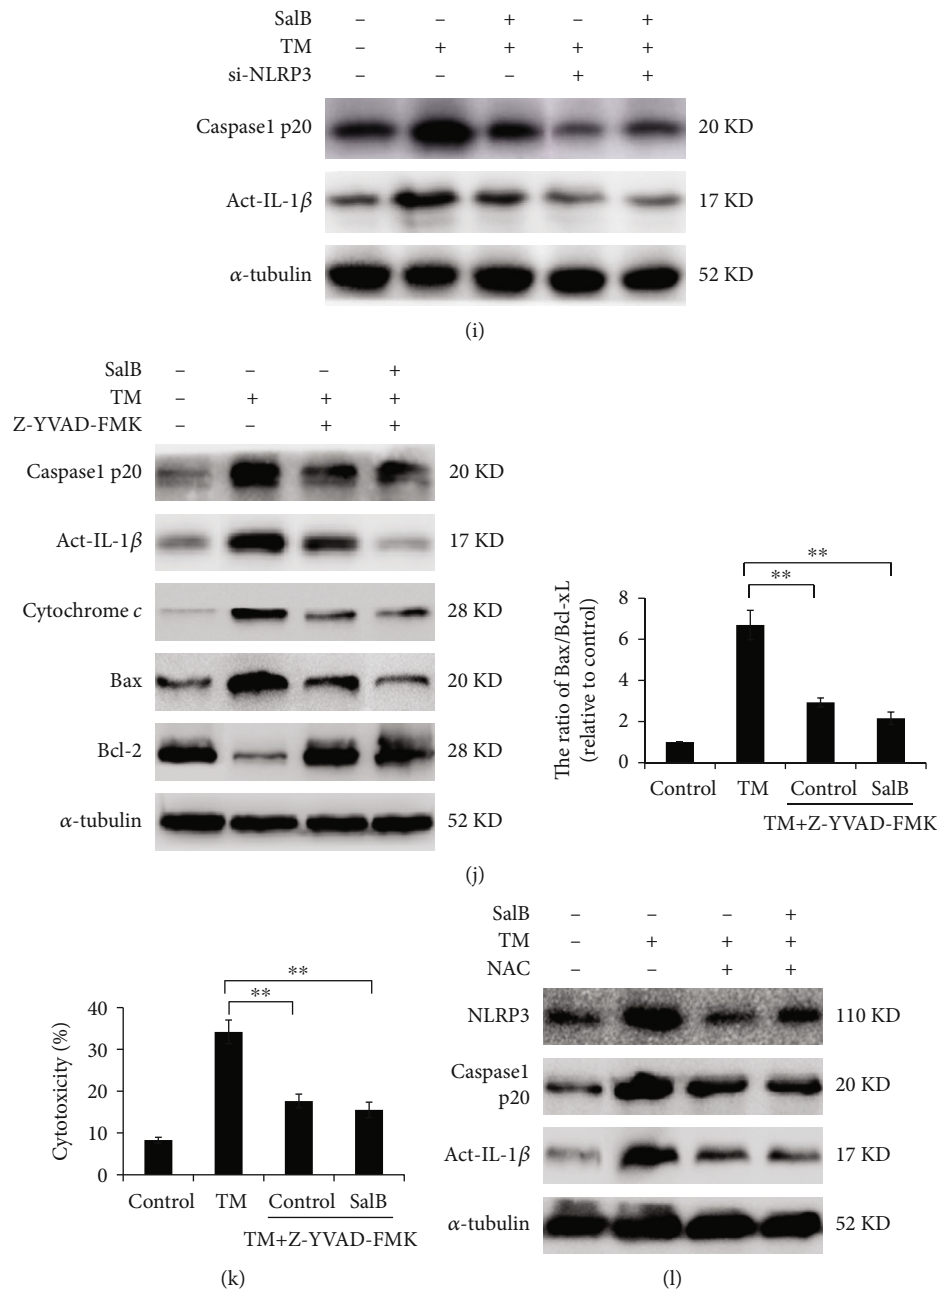 SalB – – + – +
TM – + + + +
si-NLRP3 – – – + +
Caspase1 p20 20 KD
Act-IL-1β 17 KD
α-tubulin 52 KD
(i)
SalB – – – +
TM – + + +
Z-YVAD-FMK – – + +
Caspase1 p20 20 KD
Act-IL-1β 17 KD
Cytochrome c 28 KD
Bax 20 KD
Bcl-2 28 KD
α-tubulin 52 KD
The ratio of Bax/Bcl-xL
(relative to control)
8
6
4
2
0
**
**
Control TM Control SalB
TM+Z-YVAD-FMK
(j)
Cytotoxicity (%)
40
30
20
10
0
**
**
Control TM Control SalB
TM+Z-YVAD-FMK
(k)
SalB – – – +
TM – + + +
NAC – – + +
NLRP3 110 KD
Caspase1
p20 20 KD
Act-IL-1β 17 KD
α-tubulin 52 KD
(l)